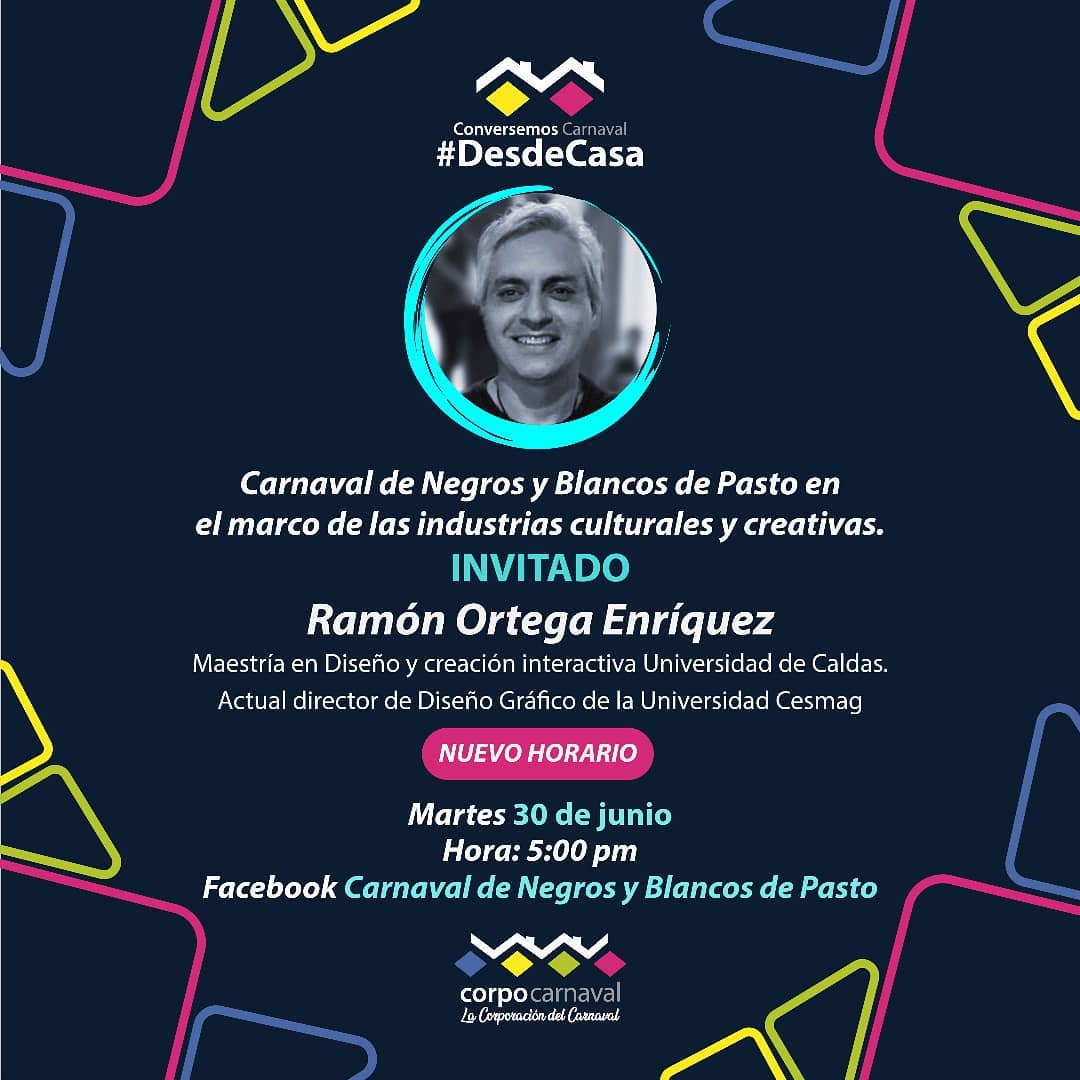 Conversemos Carnaval
#DesdeCasa
Carnaval de Negros y Blancos de Pasto en
el marco de las industrias culturales y creativas.
INVITADO
Ramón Ortega Enríquez
Maestría en Diseño y creación interactiva Universidad de Caldas.
Actual director de Diseño Gráfico de la Universidad Cesmag
NUEVO HORARIO
Martes 30 de junio
Hora: 5:00 pm
Facebook Carnaval de Negros y Blancos de Pasto
corpocarnaval
La Corporación del Carnaval